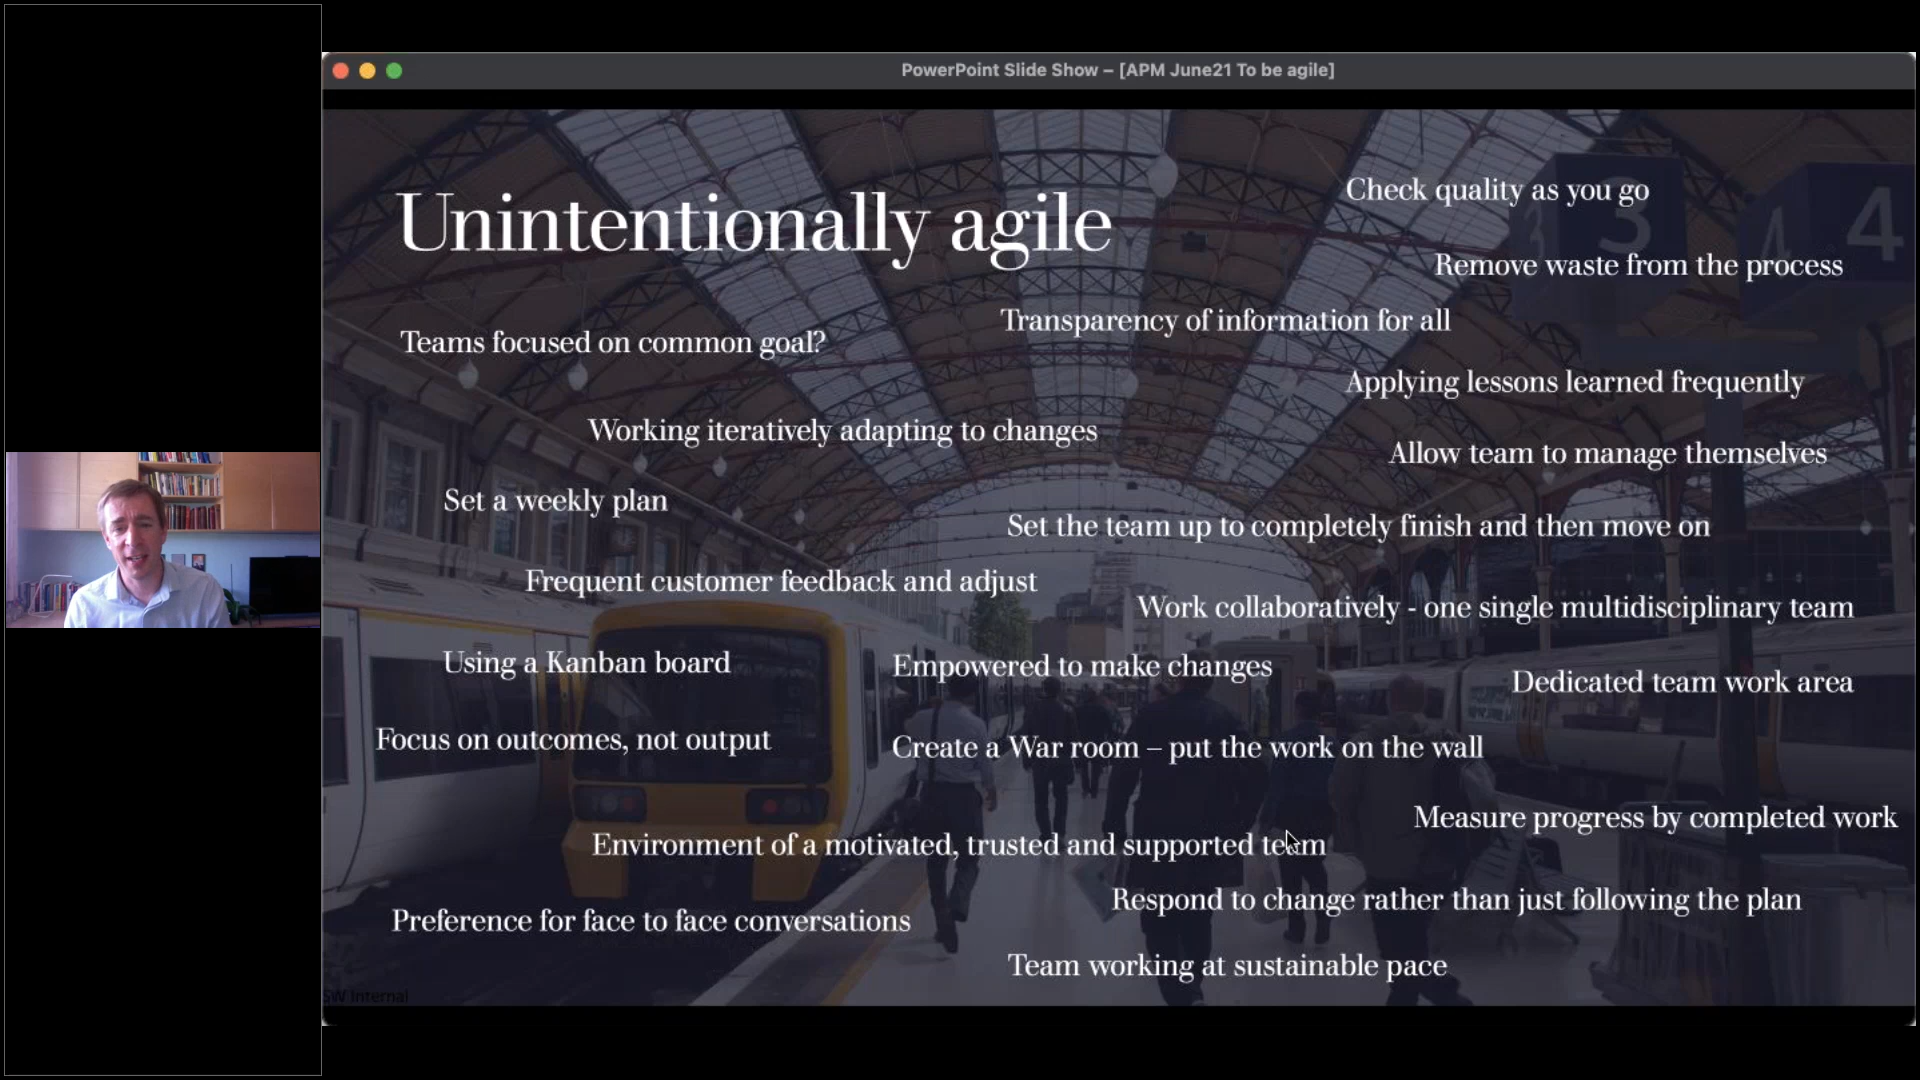 PowerPoint Slide Show – [APM June21 To be agile]
Unintentionally agile
Check quality as you go
3 3
4 4
Remove waste from the process
Transparency of information for all
Teams focused on common goal?
Applying lessons learned frequently
Working iteratively adapting to changes
Allow team to manage themselves
Set a weekly plan
Set the team up to completely finish and then move on
Frequent customer feedback and adjust
Work collaboratively - one single multidisciplinary team
Using a Kanban board
Empowered to make changes
Dedicated team work area
Focus on outcomes, not output
Create a War room – put the work on the wall
Measure progress by completed work
Environment of a motivated, trusted and supported team
Respond to change rather than just following the plan
Preference for face to face conversations
Team working at sustainable pace
SW Internal